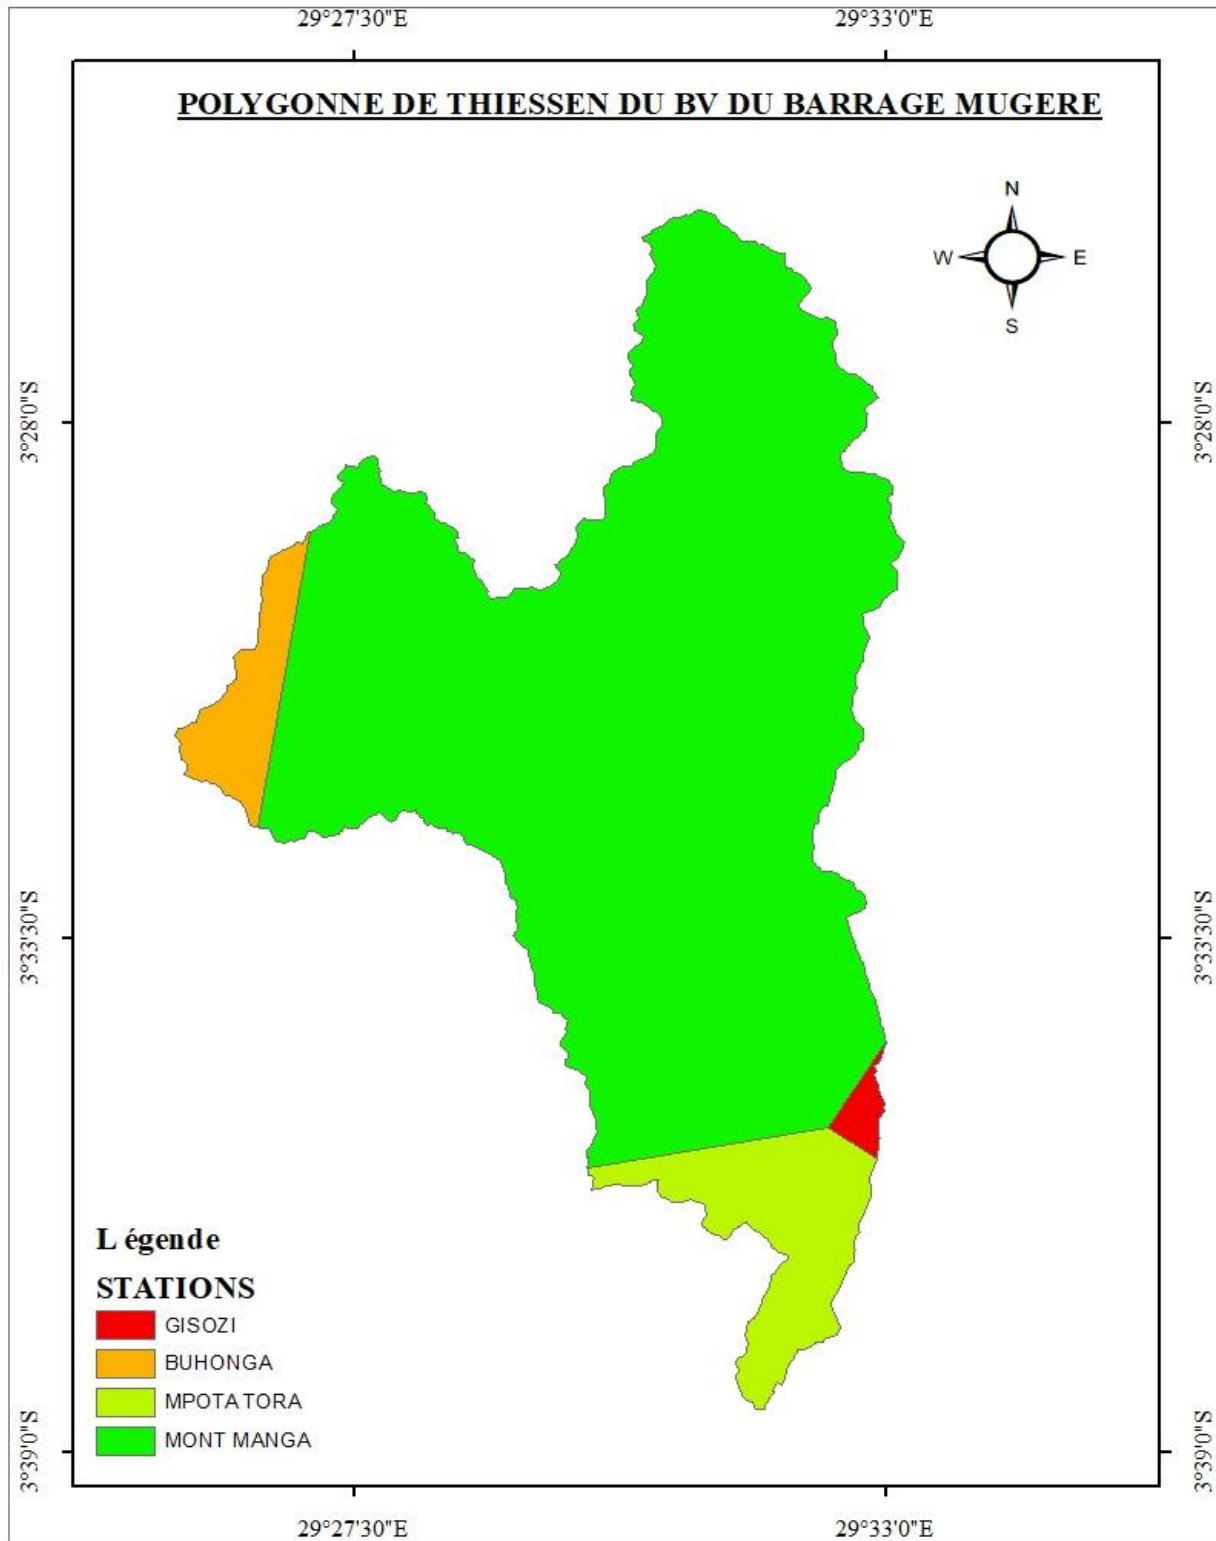 29°27'30"E 29°33'0"E
POLYGONNE DE THIESSEN DU BV DU BARRAGE MUGERE
N
W E
S
3°28'0"S 3°28'0"S
3°33'30"S 3°33'30"S
L égende
STATIONS
GISOZI
BUHONGA
MPOTA TORA
MONT MANGA
3°39'0"S 3°39'0"S
29°27'30"E 29°33'0"E